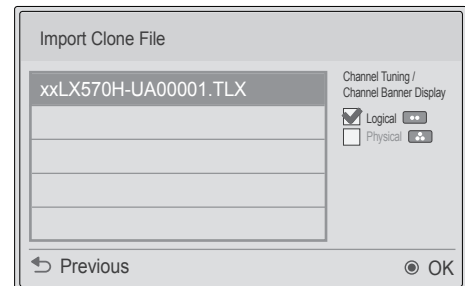 Import Clone File
xxLX570H-UA00001.TLX
Channel Tuning /
Channel Banner Display
Logical
Physical
Previous
OK